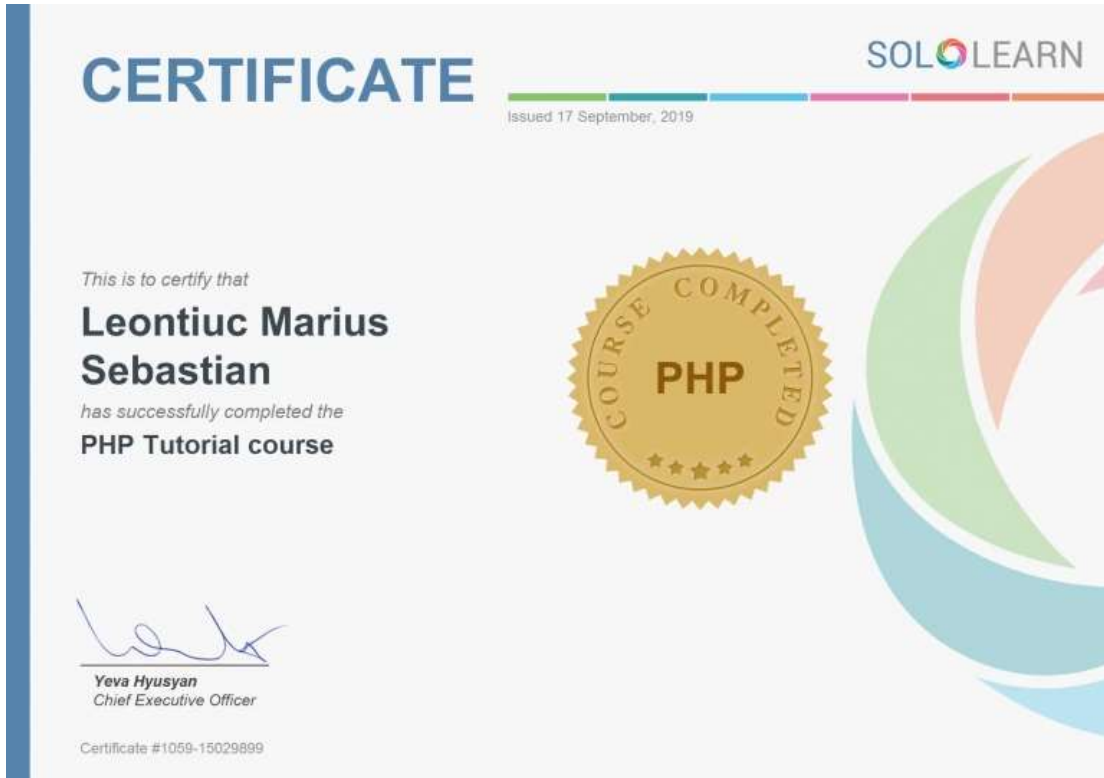 CERTIFICATE
SOLOLEARN
Issued 17 September, 2019
This is to certify that
Leontiuc Marius
Sebastian
has successfully completed the
PHP Tutorial course
COURSE COMPLETED
PHP
Yeva Hyusyan
Chief Executive Officer
Certificate #1059-15029899